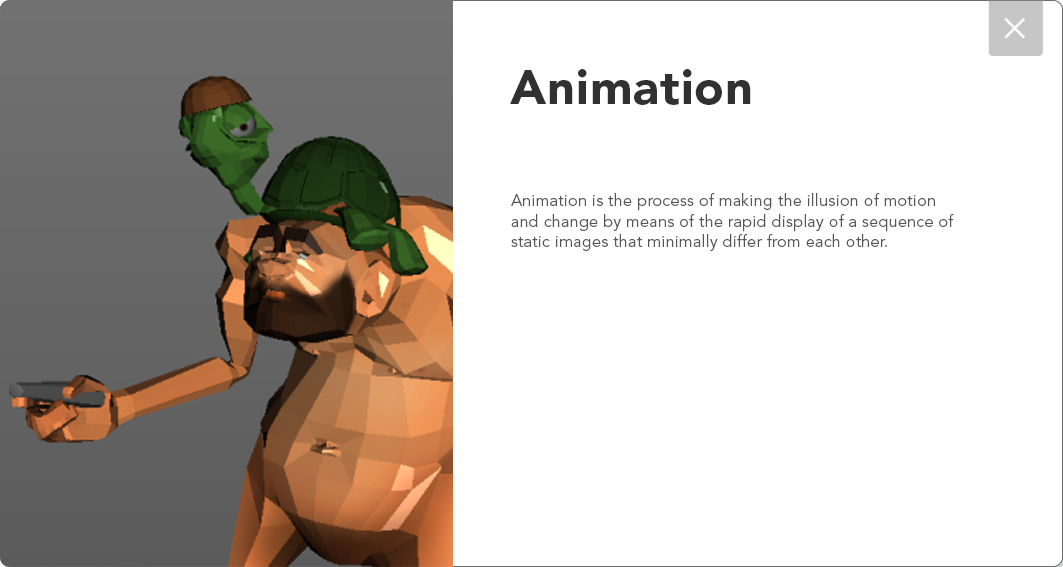 Animation
Animation is the process of making the illusion of motion
and change by means of the rapid display of a sequence of
static images that minimally differ from each other.